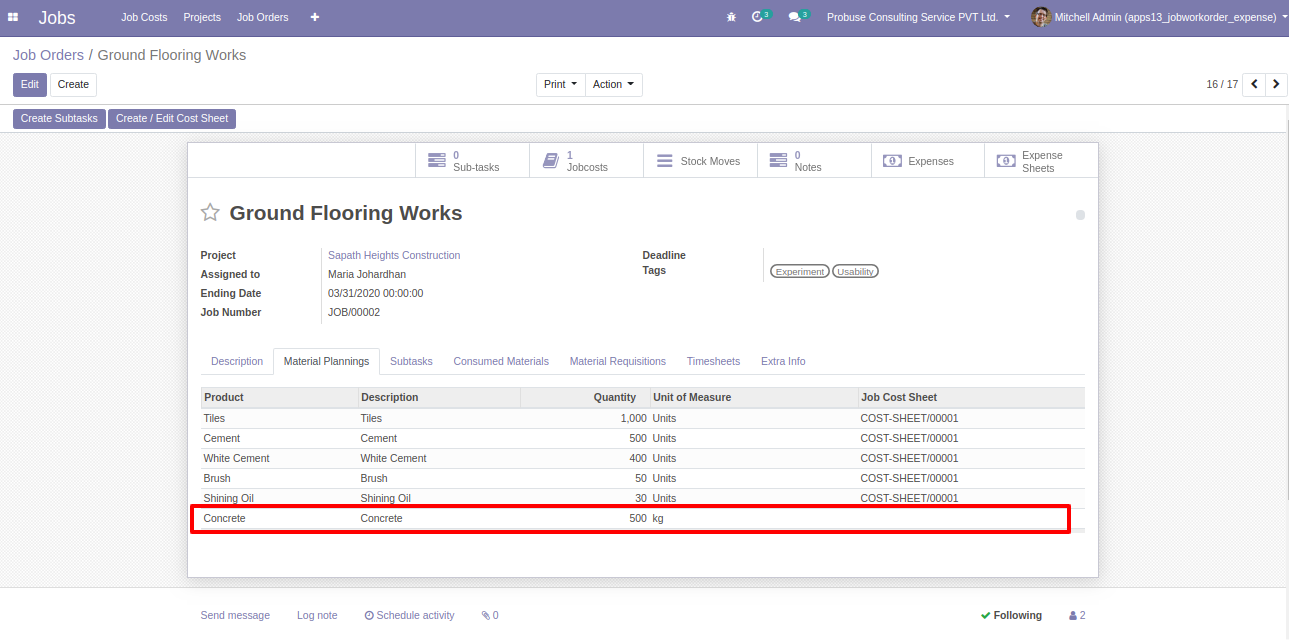 Jobs Job Costs Projects Job Orders 3 3 Probuse Consulting Service PVT Ltd. Mitchell Admin (apps13_jobworkorder_expense)
Job Orders / Ground Flooring Works
Edit Create Print Action 16 / 17
Create Subtasks Create / Edit Cost Sheet
0 Sub-tasks
1 Jobcosts
Stock Moves
0 Notes
Expenses
Expense Sheets
Ground Flooring Works
Project Sapath Heights Construction
Assigned to Maria Johardhan
Ending Date 03/31/2020 00:00:00
Job Number JOB/00002
Deadline
Tags Experiment Usability
Description Material Plannings Subtasks Consumed Materials Material Requisitions Timesheets Extra Info
Product Description Quantity Unit of Measure Job Cost Sheet
Tiles Tiles 1,000 Units COST-SHEET/00001
Cement Cement 500 Units COST-SHEET/00001
White Cement White Cement 400 Units COST-SHEET/00001
Brush Brush 50 Units COST-SHEET/00001
Shining Oil Shining Oil 30 Units COST-SHEET/00001
Concrete Concrete 500 kg
Send message Log note Schedule activity 0 Following 2